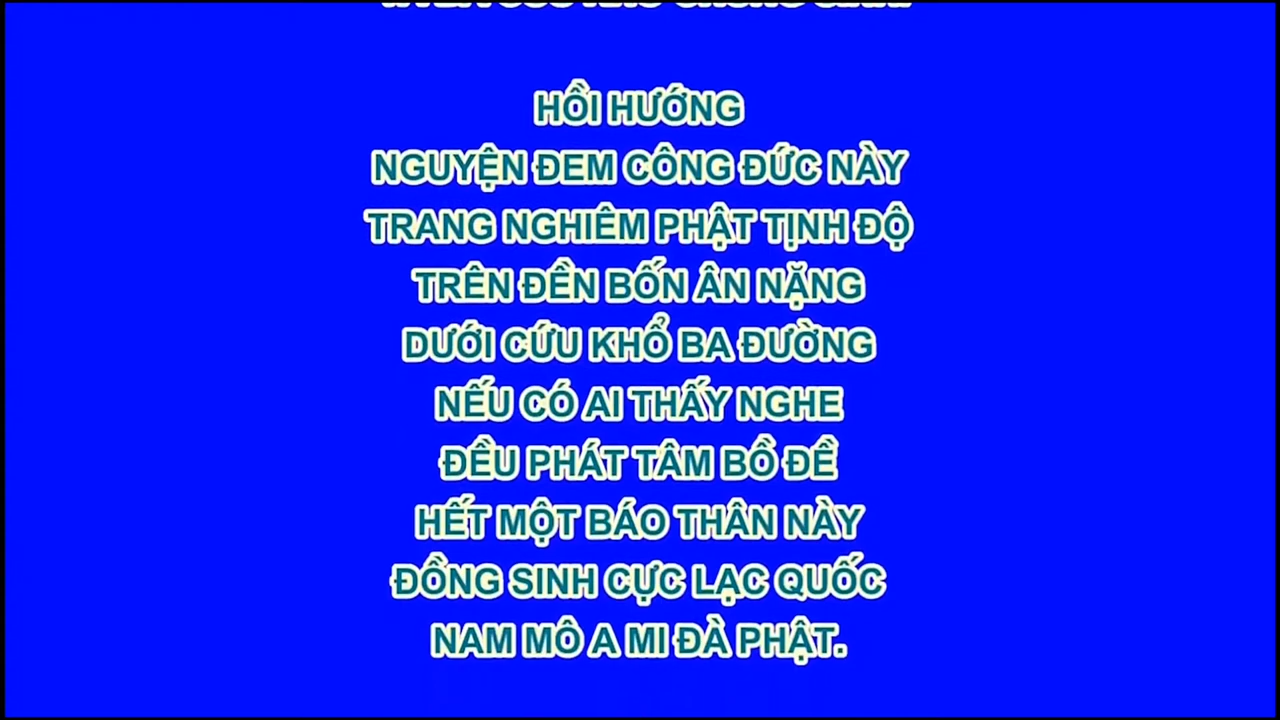 HỒI HƯỚNG
NGUYỆN ĐEM CÔNG ĐỨC NÀY
TRANG NGHIÊM PHẬT TỊNH ĐỘ
TRÊN ĐỀN BỐN ÂN NẶNG
DƯỚI CỨU KHỔ BA ĐƯỜNG
NẾU CÓ AI THẤY NGHE
ĐỀU PHÁT TÂM BỒ ĐỀ
HẾT MỘT BÁO THÂN NÀY
ĐỒNG SINH CỰC LẠC QUỐC
NAM MÔ A MI ĐÀ PHẬT.